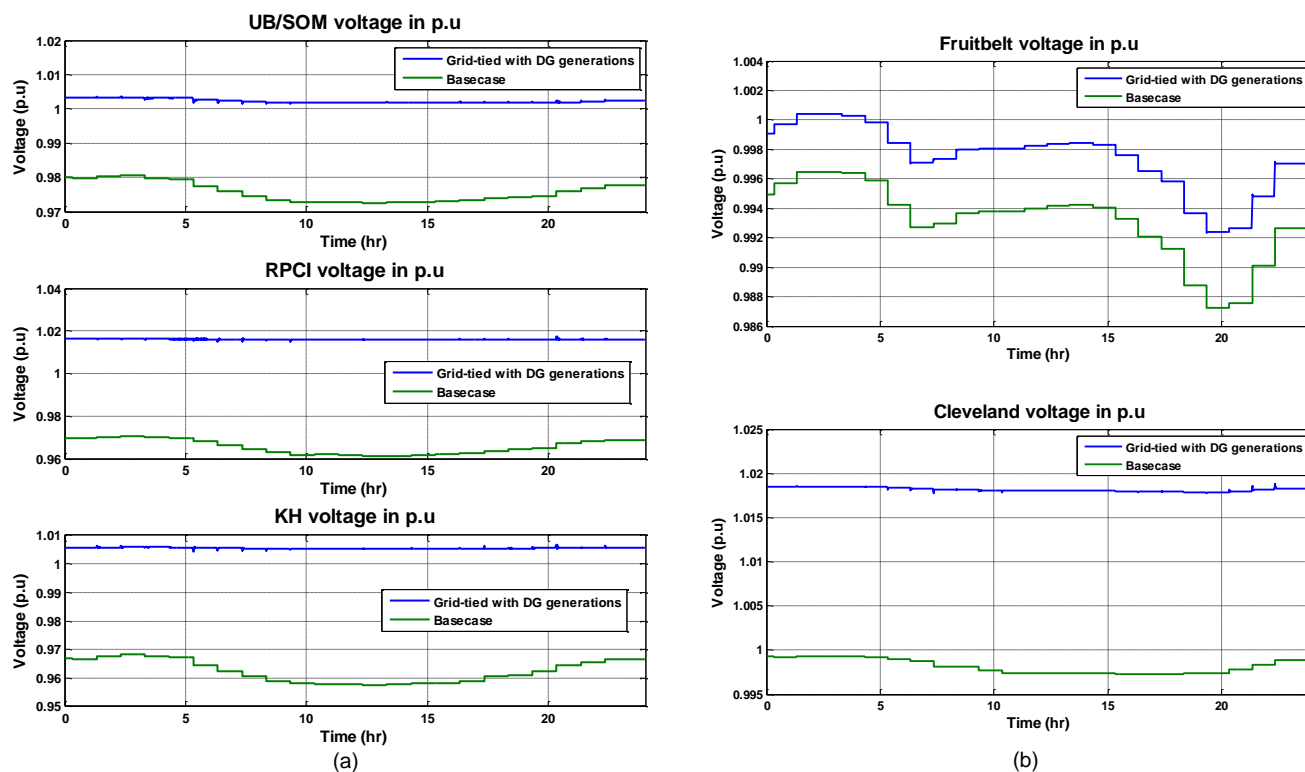 UB/SOM voltage in p.u
1.02
1.01
1
0.99
0.98
0.97
Voltage (p.u)
Grid-tied with DG generations
Basecase
0 5 10 15 20
Time (hr)
RPCI voltage in p.u
1.04
1.02
1
0.98
0.96
Voltage (p.u)
Grid-tied with DG generations
Basecase
0 5 10 15 20
Time (hr)
KH voltage in p.u
1.01
1
0.99
0.98
0.97
0.96
0.95
Voltage (p.u)
Grid-tied with DG generations
Basecase
0 5 10 15 20
Time (hr)
(a)
Fruitbelt voltage in p.u
1.004
1.002
1
0.998
0.996
0.994
0.992
0.99
0.988
0.986
Voltage (p.u)
Grid-tied with DG generations
Basecase
0 5 10 15 20
Time (hr)
Cleveland voltage in p.u
1.025
1.02
1.015
1.01
1.005
1
0.995
Voltage (p.u)
Grid-tied with DG generations
Basecase
0 5 10 15 20
Time (hr)
(b)